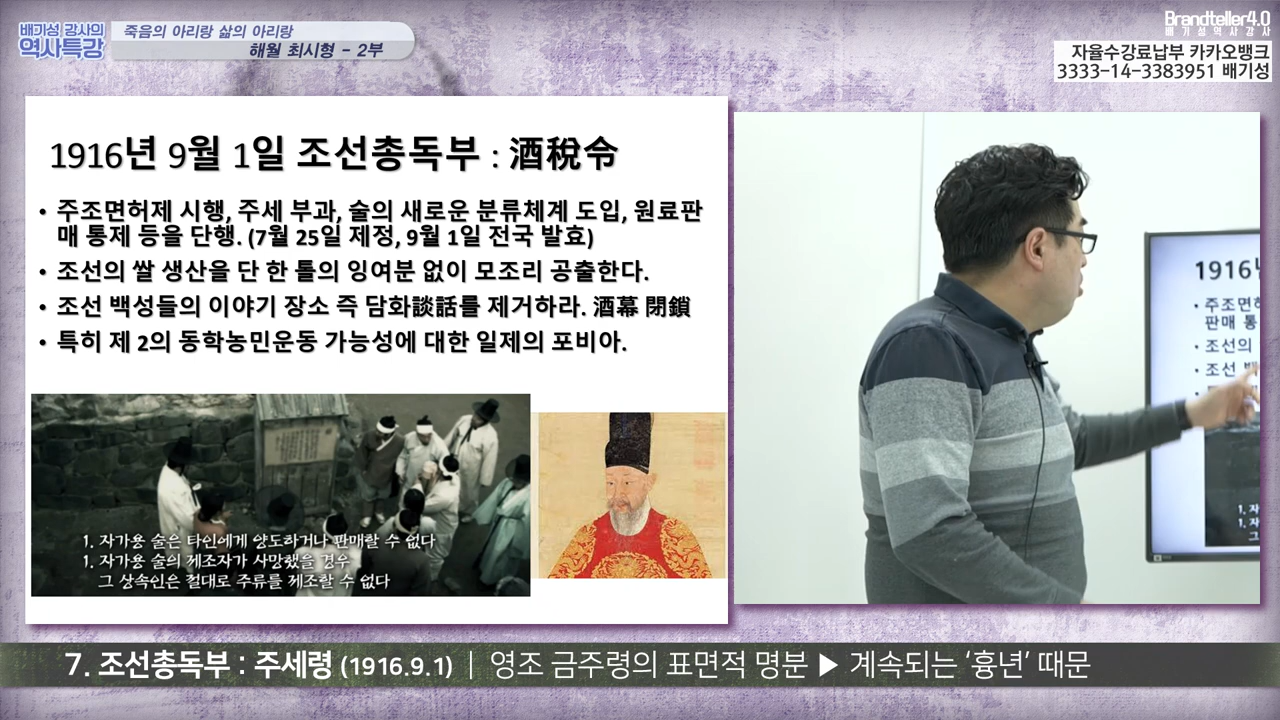 배기성 강사의
역사특강
죽음의 아리랑 삶의 아리랑
해월 최시형 - 2부
Brandteller4.0
배기성역사강사
자율수강료납부 카카오뱅크
3333-14-3383951 배기성
1916년 9월 1일 조선총독부 : 酒稅令
• 주조면허제 시행, 주세 부과, 술의 새로운 분류체계 도입, 원료판
매 통제 등을 단행. (7월 25일 제정, 9월 1일 전국 발효)
• 조선의 쌀 생산을 단 한 톨의 잉여분 없이 모조리 공출한다.
• 조선 백성들의 이야기 장소 즉 담화談話를 제거하라. 酒幕 閉鎖
• 특히 제 2의 동학농민운동 가능성에 대한 일제의 포비아.
1. 자가용 술은 타인에게 양도하거나 판매할 수 없다
1. 자가용 술의 제조자가 사망했을 경우
그 상속인은 절대로 주류를 제조할 수 없다
1916년
• 주조면허
판매 통
• 조선의
• 조선 백
1. 자
1. 자
그
7. 조선총독부 : 주세령 (1916.9.1) | 영조 금주령의 표면적 명분 ▶ 계속되는 ‘흉년’ 때문